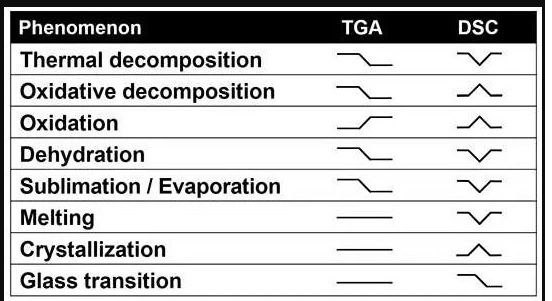 Phenomenon TGA DSC
Thermal decomposition
Oxidative decomposition
Oxidation
Dehydration
Sublimation / Evaporation
Melting
Crystallization
Glass transition